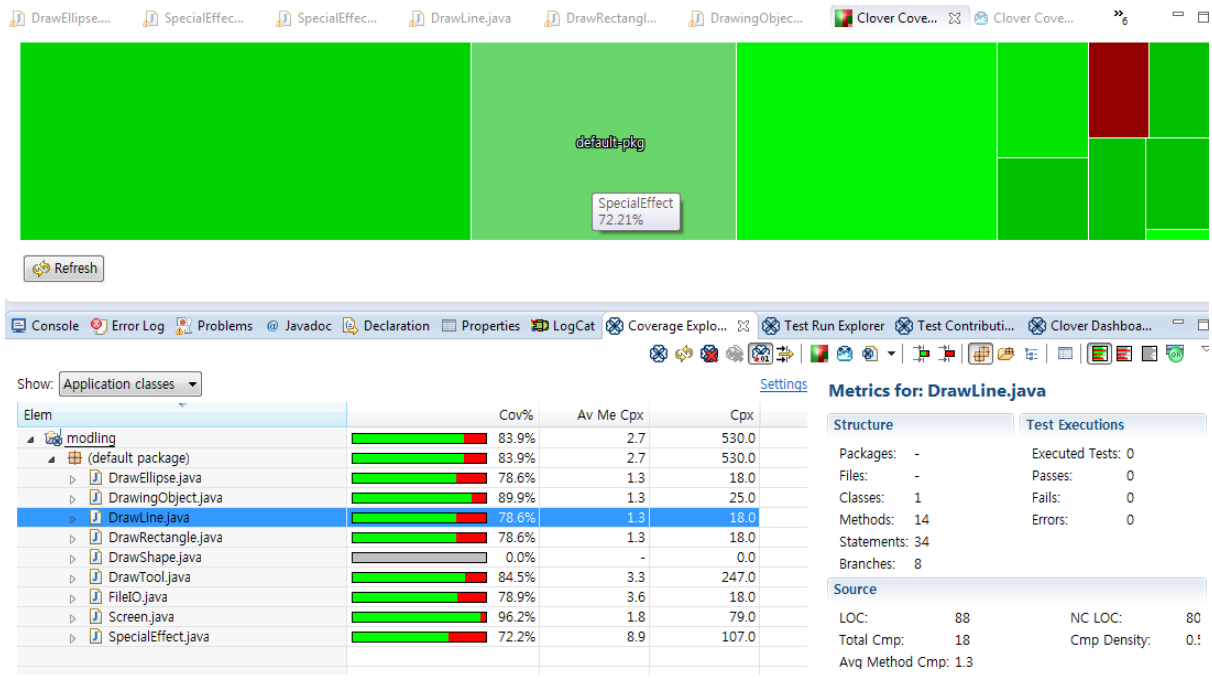 DrawEllipse....
SpecialEffec...
SpecialEffec...
DrawLine.java
DrawRectangl...
DrawingObjec...
Clover Cove...
Clover Cove...
»6
default-pkg
SpecialEffect
72.21%
Refresh
Console
Error Log
Problems
@ Javadoc
Declaration
Properties
LogCat
Coverage Explo...
Test Run Explorer
Test Contributi...
Clover Dashboa...
Show: Application classes
Settings
Elem Cov% Av Me Cpx Cpx
modling 83.9% 2.7 530.0
(default package) 83.9% 2.7 530.0
DrawEllipse.java 78.6% 1.3 18.0
DrawingObject.java 89.9% 1.3 25.0
DrawLine.java 78.6% 1.3 18.0
DrawRectangle.java 78.6% 1.3 18.0
DrawShape.java 0.0% - 0.0
DrawTool.java 84.5% 3.3 247.0
FileIO.java 78.9% 3.6 18.0
Screen.java 96.2% 1.8 79.0
SpecialEffect.java 72.2% 8.9 107.0
Metrics for: DrawLine.java
Structure
Packages: -
Files: -
Classes: 1
Methods: 14
Statements: 34
Branches: 8
Test Executions
Executed Tests: 0
Passes: 0
Fails: 0
Errors: 0
Source
LOC: 88 NC LOC: 80
Total Cmp: 18 Cmp Density:
Avg Method Cmp: 1.3